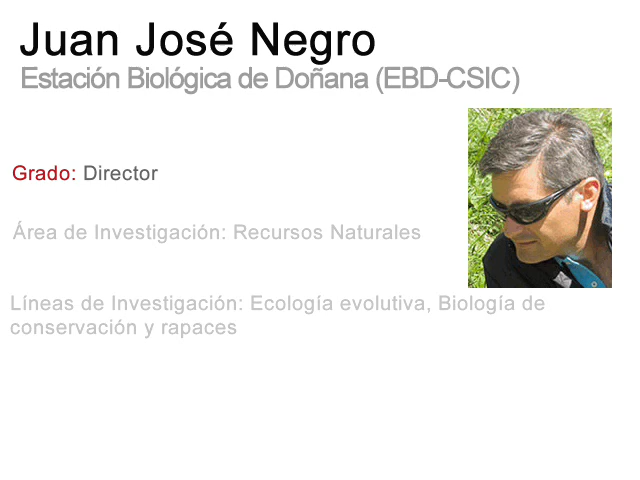 Juan José Negro
Estación Biológica de Doñana (EBD-CSIC)
Grado: Director
Área de Investigación: Recursos Naturales
Líneas de Investigación: Ecología evolutiva, Biología de
conservación y rapaces